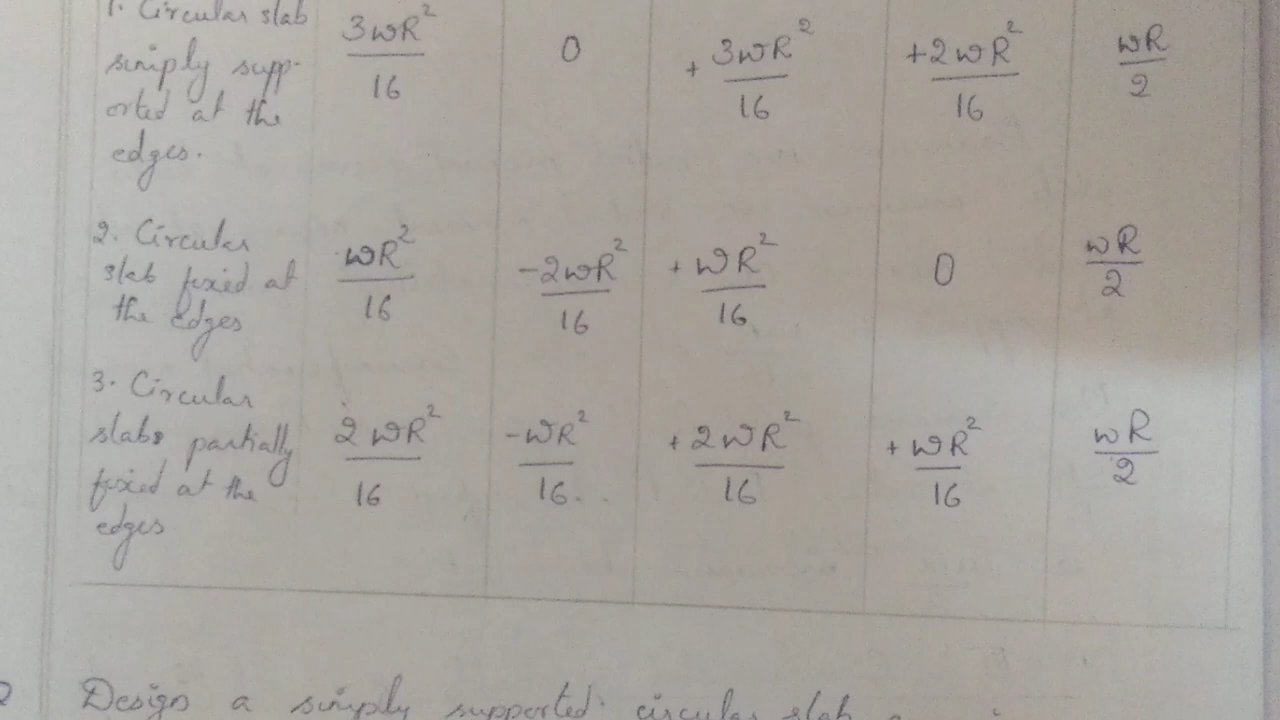 1. Circular slab simply supp-orted at the edges. 3wR²/16 0 + 3wR²/16 +2wR²/16 wR/2
2. Circular slab fixed at the edges wR²/16 -2wR²/16 + wR²/16 0 wR/2
3. Circular slabs partially fixed at the edges 2wR²/16 -wR²/16. + 2wR²/16 + wR²/16 wR/2
Design a simply supported circular slab